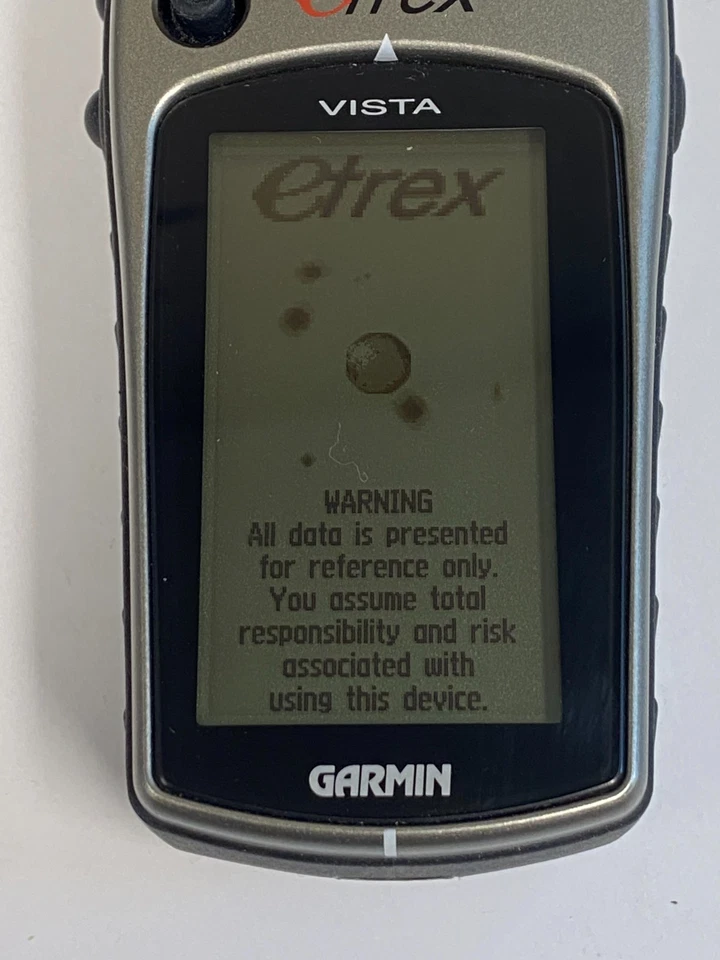 etrex
VISTA
etrex
WARNING
All data is presented
for reference only.
You assume total
responsibility and risk
associated with
using this device.
GARMIN